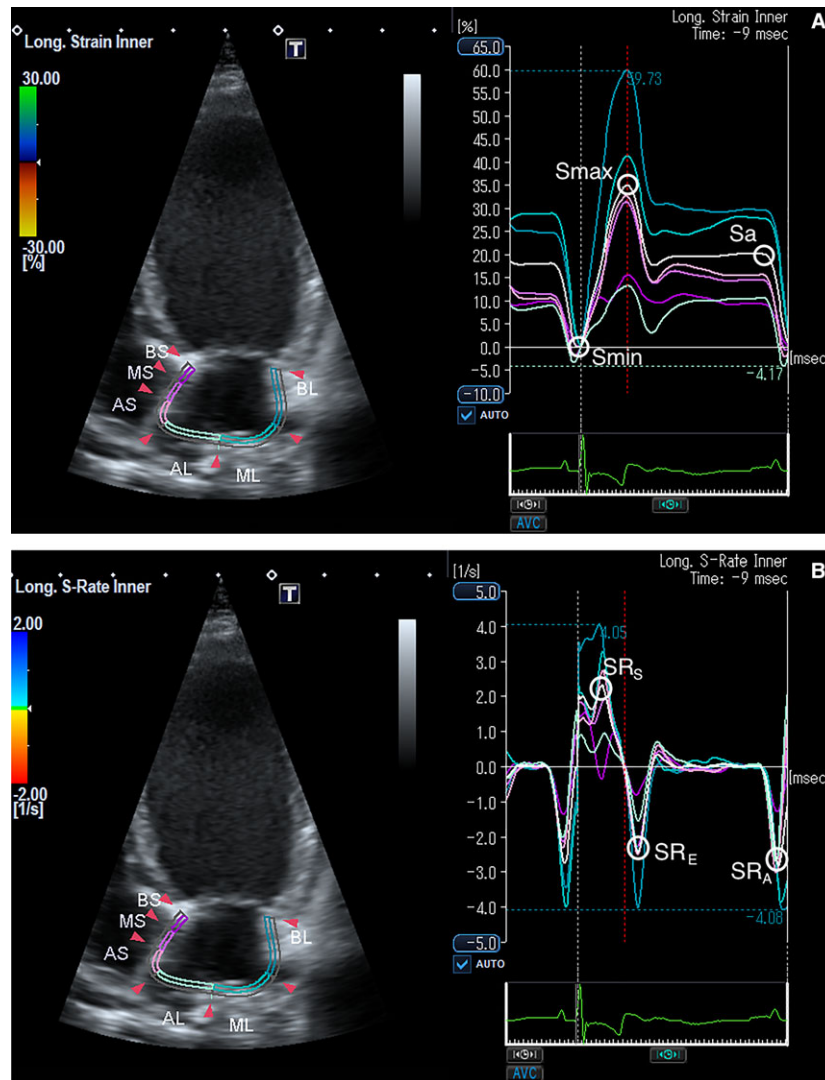 Long. Strain Inner
T
30.00
-30.00
[%]
BS
MS
AS
BL
AL
ML
[%]
Long. Strain Inner
Time: -9 msec
A
65.0
60.0
55.0
50.0
45.0
40.0
35.0
30.0
25.0
20.0
15.0
10.0
5.0
0.0
-5.0
-10.0
59.73
Smax
Sa
Smin
[msec]
-4.17
AUTO
AVC
Long. S-Rate Inner
T
2.00
-2.00
[1/s]
BS
MS
AS
BL
AL
ML
[1/s]
Long. S-Rate Inner
Time: -9 msec
B
5.0
4.0
3.0
2.0
1.0
0.0
-1.0
-2.0
-3.0
-4.0
-5.0
4.05
SRS
SRE
SRA
[msec]
-4.08
AUTO
AVC